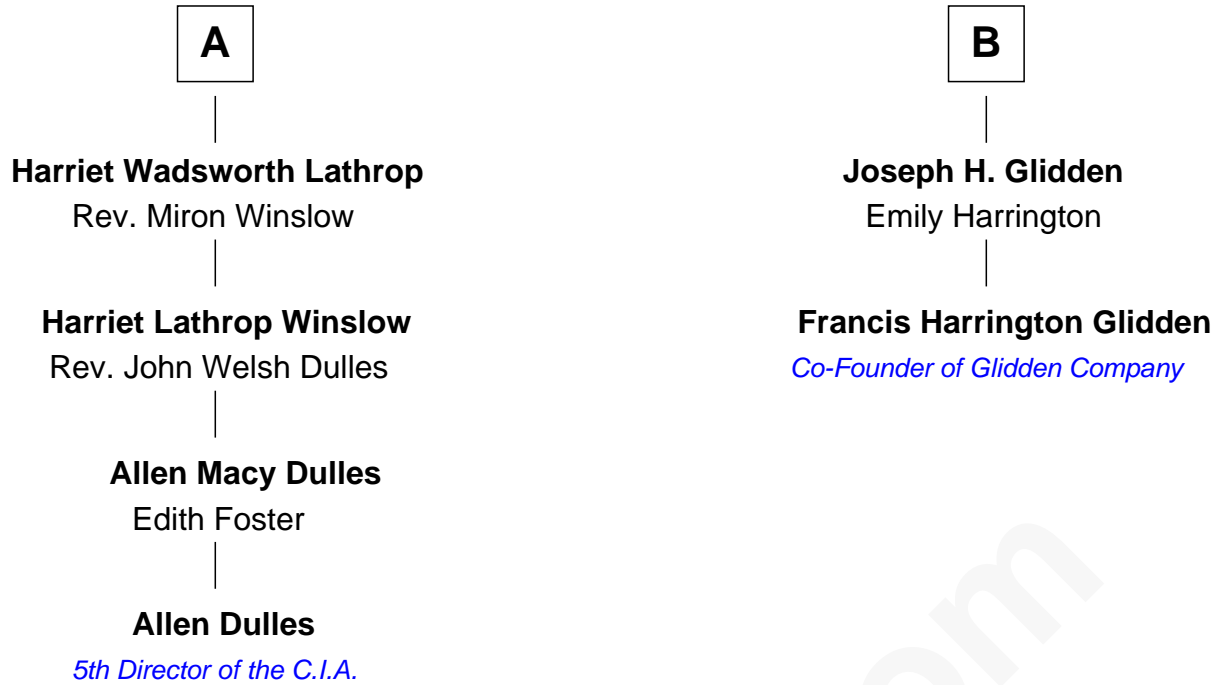 A
Harriet Wadsworth Lathrop
Rev. Miron Winslow
Harriet Lathrop Winslow
Rev. John Welsh Dulles
Allen Macy Dulles
Edith Foster
Allen Dulles
5th Director of the C.I.A.
B
Joseph H. Glidden
Emily Harrington
Francis Harrington Glidden
Co-Founder of Glidden Company
om